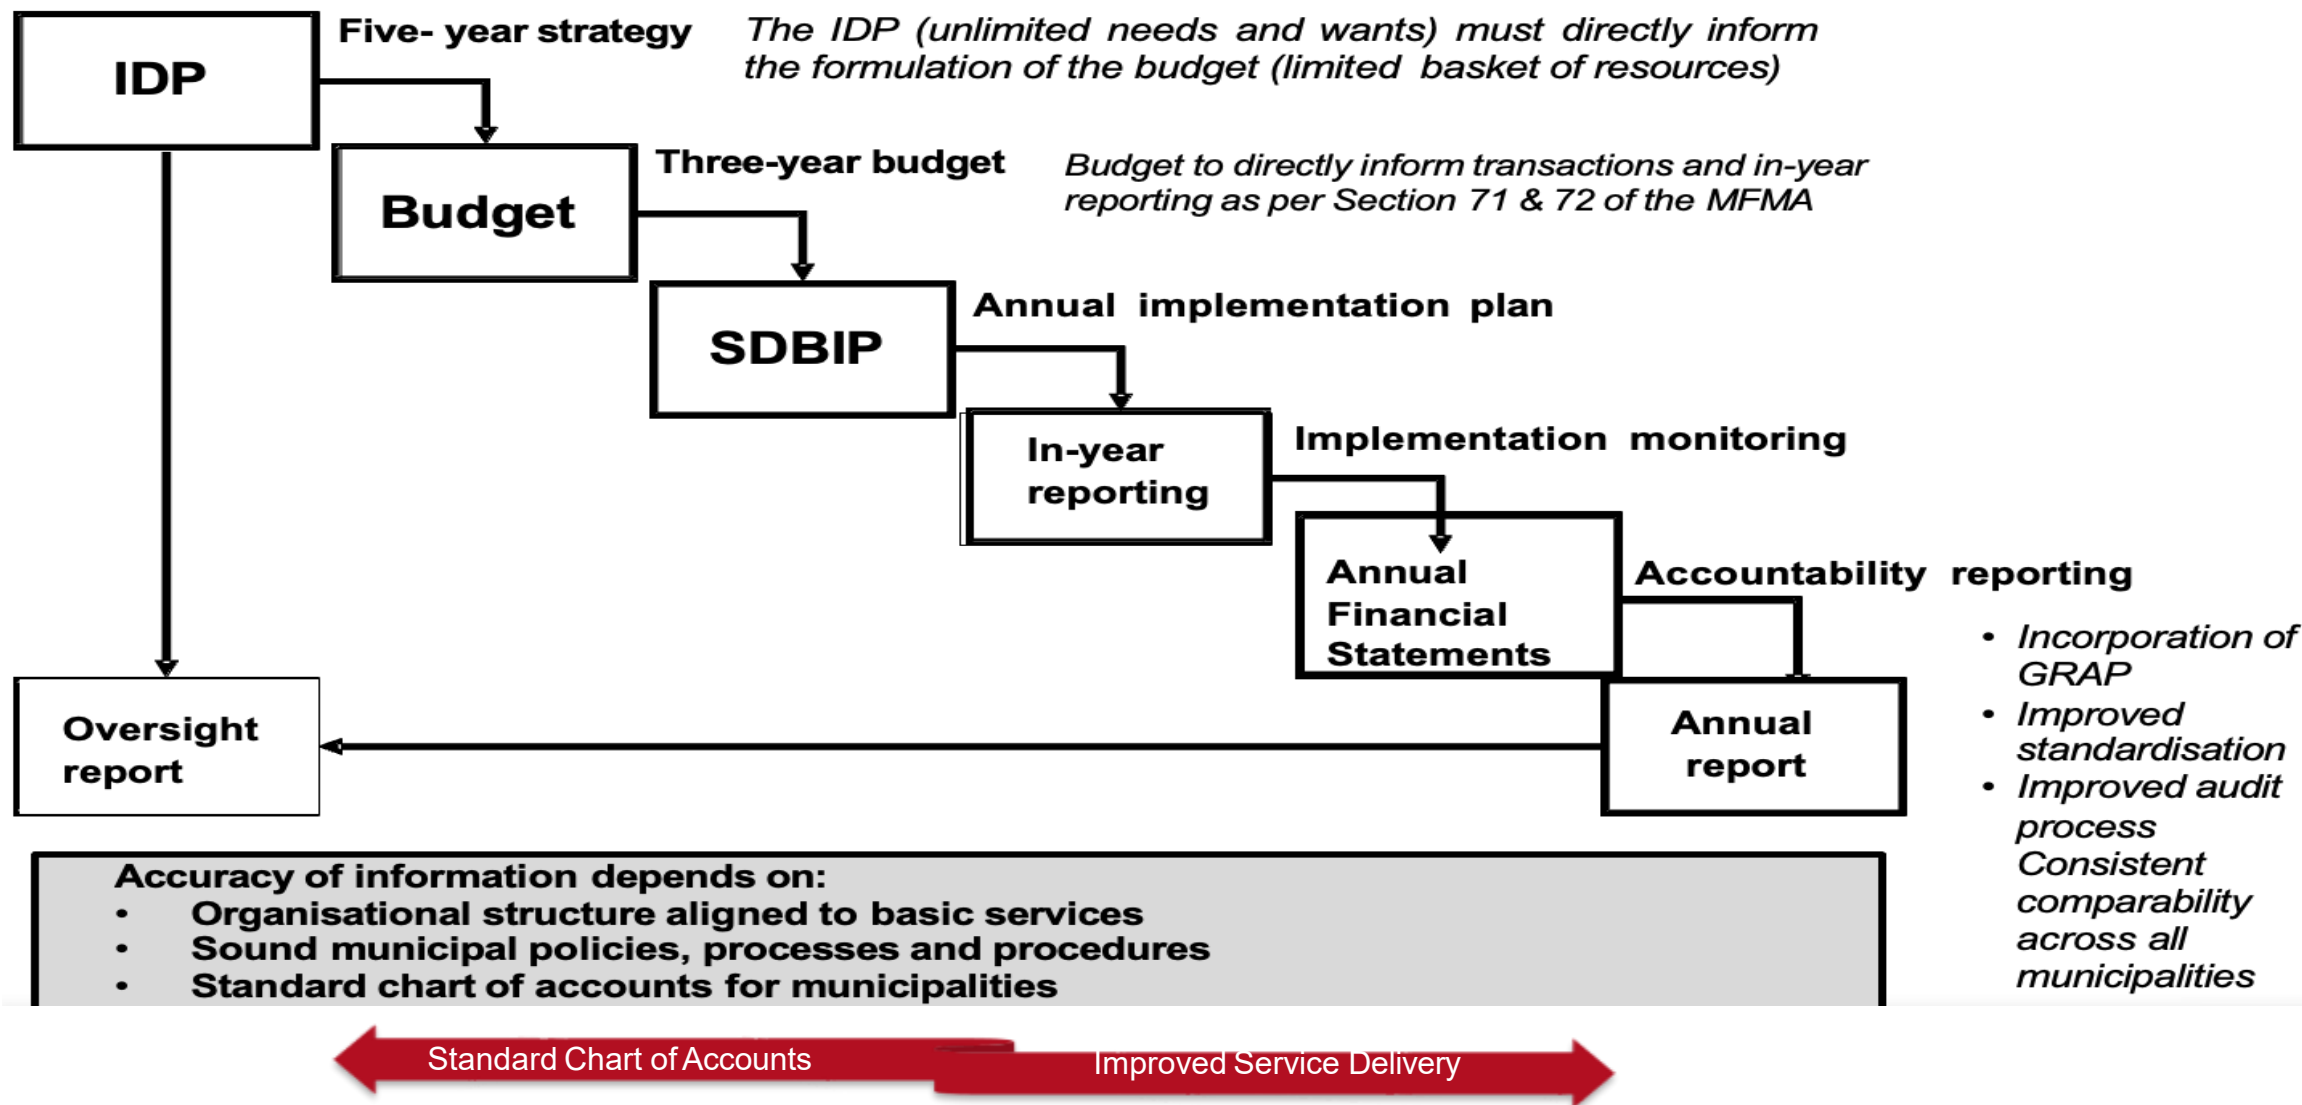 Five- year strategy
The IDP (unlimited needs and wants) must directly inform
the formulation of the budget (limited basket of resources)
IDP
Three-year budget
Budget to directly inform transactions and in-year
reporting as per Section 71 & 72 of the MFMA
Budget
Annual implementation plan
SDBIP
Implementation monitoring
In-year
reporting
Annual
Financial
Statements
Accountability reporting
• Incorporation of
GRAP
• Improved
standardisation
• Improved audit
process
Consistent
comparability
across all
municipalities
Annual
report
Oversight
report
Accuracy of information depends on:
• Organisational structure aligned to basic services
• Sound municipal policies, processes and procedures
• Standard chart of accounts for municipalities
Standard Chart of Accounts
Improved Service Delivery